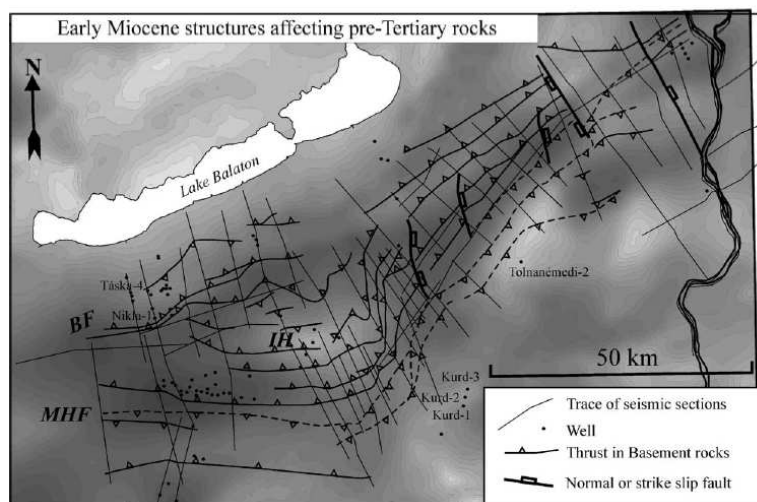 Early Miocene structures affecting pre-Tertiary rocks
N
Lake Balaton
Táska-4
Nikla-1
BF
IH
MHF
Tolnanémedi-2
50 km
Kurd-3
Kurd-2
Kurd-1
Trace of seismic sections
Well
Thrust in Basement rocks
Normal or strike slip fault